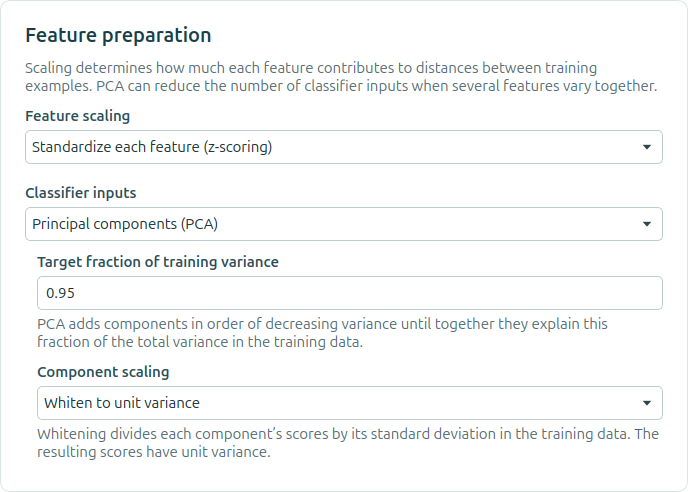 Feature preparation
Scaling determines how much each feature contributes to distances between training
examples. PCA can reduce the number of classifier inputs when several features vary together.
Feature scaling
Standardize each feature (z-scoring)
Classifier inputs
Principal components (PCA)
Target fraction of training variance
0.95
PCA adds components in order of decreasing variance until together they explain this
fraction of the total variance in the training data.
Component scaling
Whiten to unit variance
Whitening divides each component’s scores by its standard deviation in the training data. The
resulting scores have unit variance.